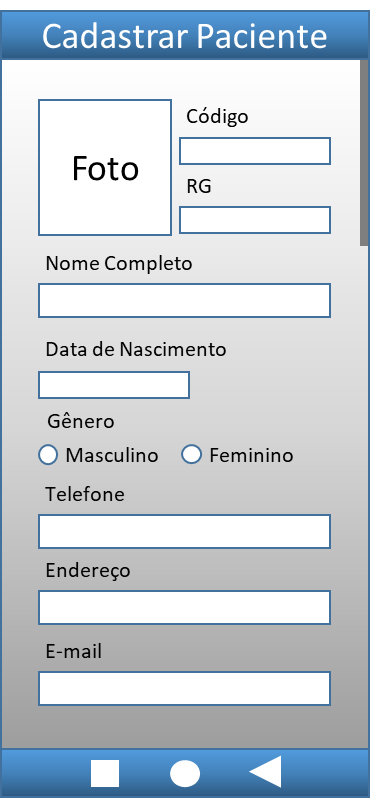 Cadastrar Paciente
Foto
Código
RG
Nome Completo
Data de Nascimento
Gênero
Masculino Feminino
Telefone
Endereço
E-mail